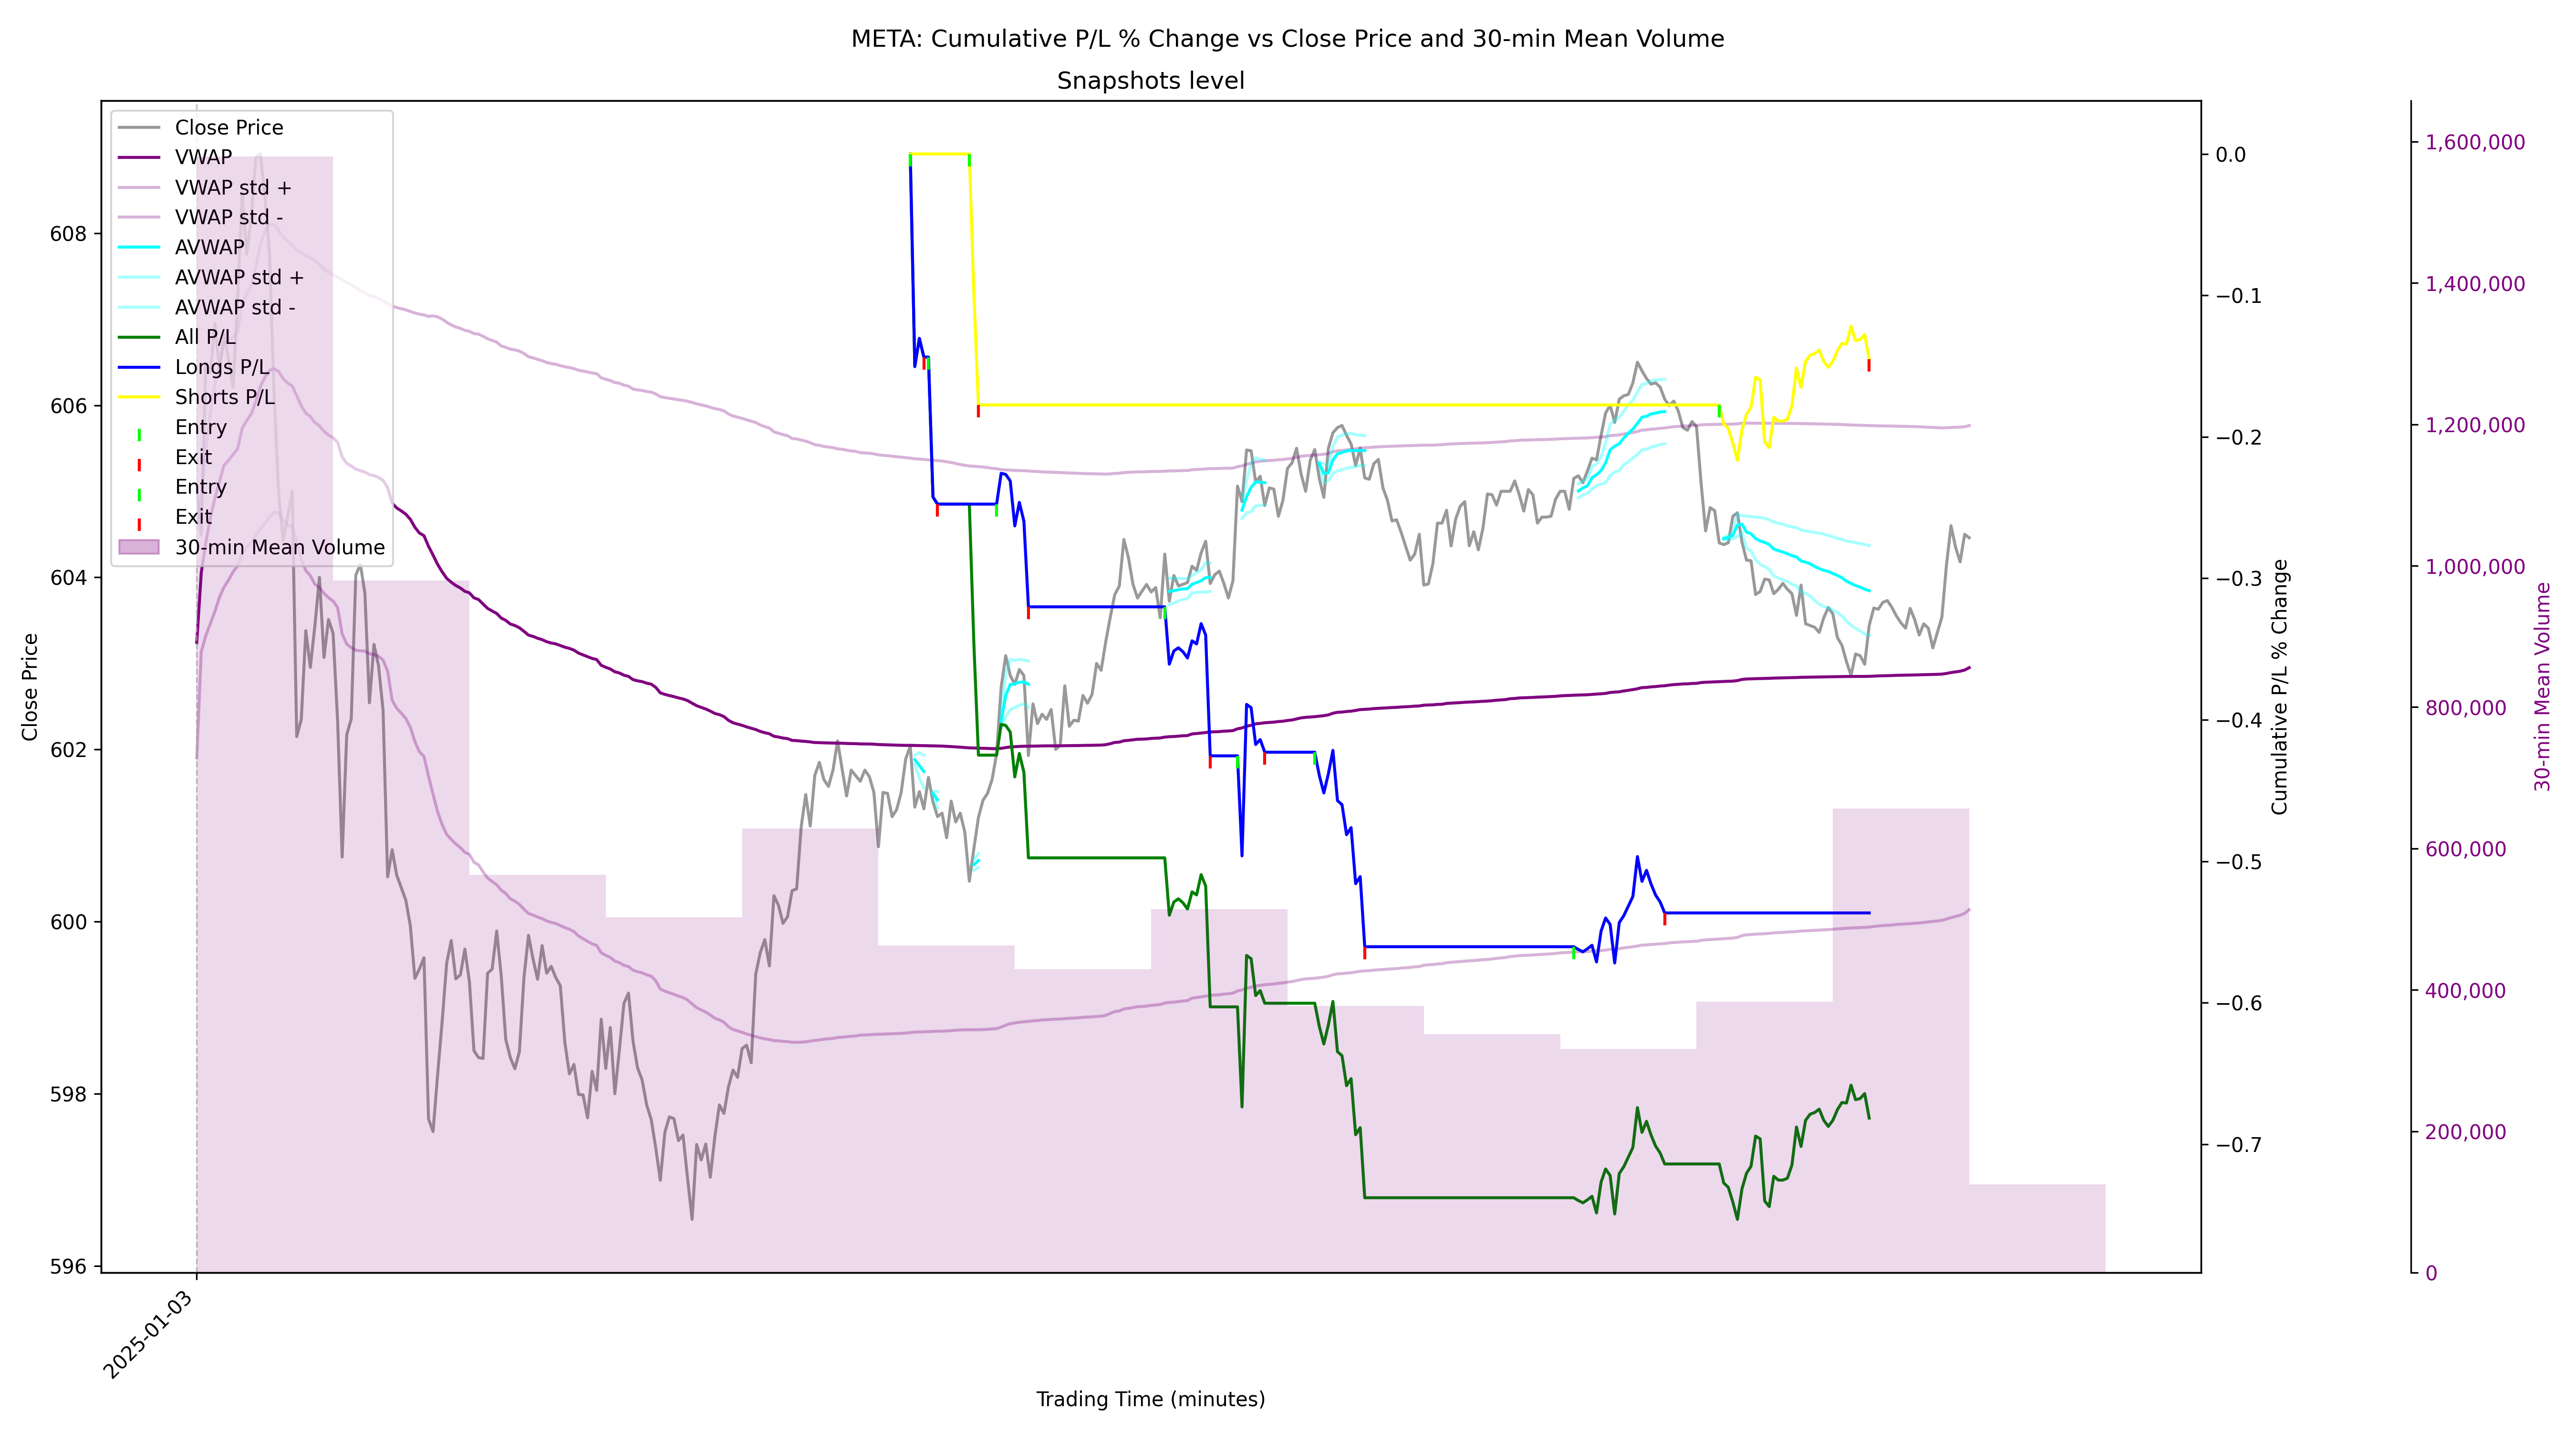 META: Cumulative P/L % Change vs Close Price and 30-min Mean Volume
Snapshots level
Close Price
VWAP
VWAP std +
VWAP std -
AVWAP
AVWAP std +
AVWAP std -
All P/L
Longs P/L
Shorts P/L
Entry
Exit
Entry
Exit
30-min Mean Volume
608
606
604
602
600
598
596
Close Price
0.0
−0.1
−0.2
−0.3
−0.4
−0.5
−0.6
−0.7
Cumulative P/L % Change
1,600,000
1,400,000
1,200,000
1,000,000
800,000
600,000
400,000
200,000
0
30-min Mean Volume
2025-01-03
Trading Time (minutes)